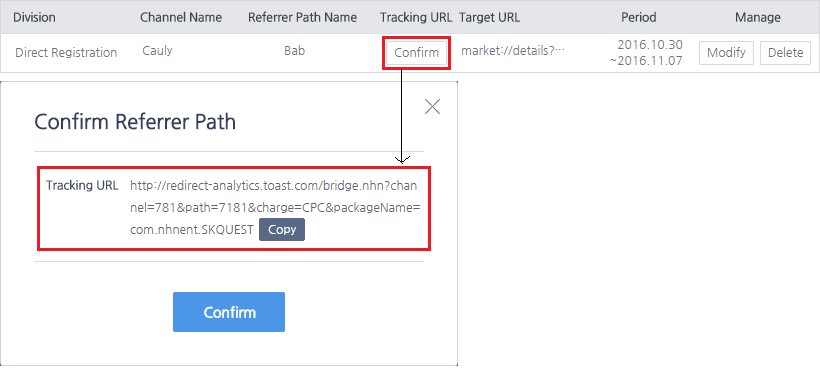 Division Channel Name Referrer Path Name Tracking URL Target URL Period Manage
Direct Registration Cauly Bab Confirm market://details?··· 2016.10.30 Modify Delete
~2016.11.07
Confirm Referrer Path
Tracking URL http://redirect-analytics.toast.com/bridge.nhn?chan
nel=781&path=7181&charge=CPC&packageName=
com.nhnent.SKQUEST Copy
Confirm